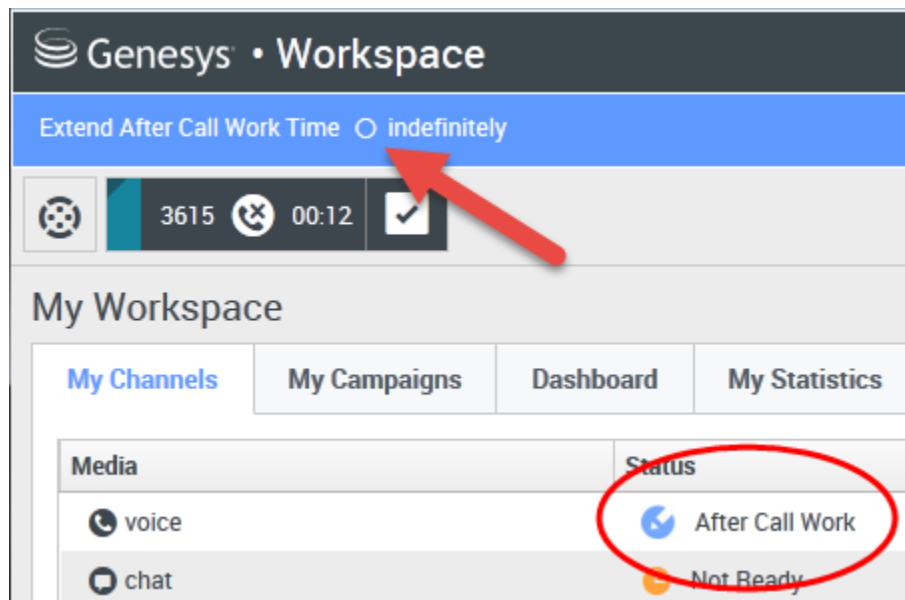 Genesys • Workspace
Extend After Call Work Time indefinitely
3615 00:12
My Workspace
My Channels My Campaigns Dashboard My Statistics
Media Status
voice After Call Work
chat Not Ready